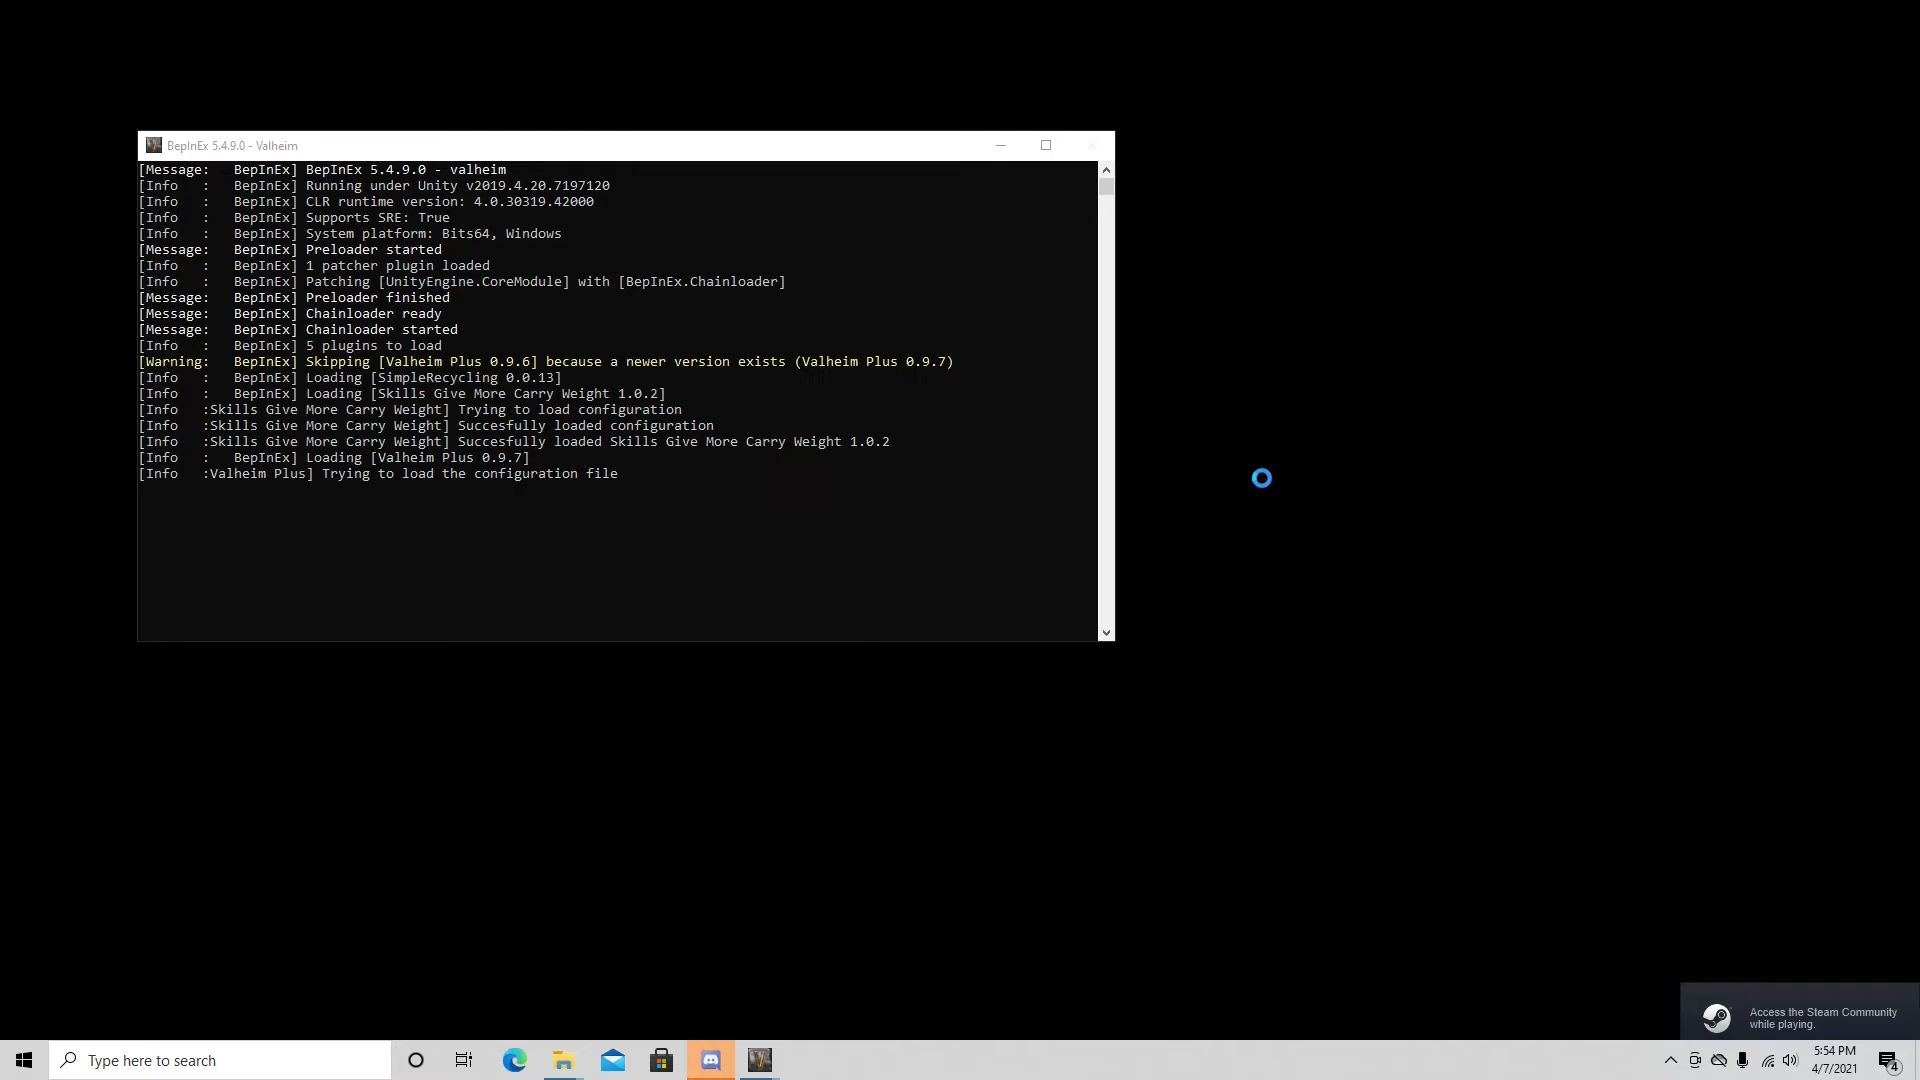 BepInEx 5.4.9.0 - Valheim
[Message:   BepInEx] BepInEx 5.4.9.0 - valheim
[Info   :   BepInEx] Running under Unity v2019.4.20.7197120
[Info   :   BepInEx] CLR runtime version: 4.0.30319.42000
[Info   :   BepInEx] Supports SRE: True
[Info   :   BepInEx] System platform: Bits64, Windows
[Message:   BepInEx] Preloader started
[Info   :   BepInEx] 1 patcher plugin loaded
[Info   :   BepInEx] Patching [UnityEngine.CoreModule] with [BepInEx.Chainloader]
[Message:   BepInEx] Preloader finished
[Message:   BepInEx] Chainloader ready
[Message:   BepInEx] Chainloader started
[Info   :   BepInEx] 5 plugins to load
[Warning:   BepInEx] Skipping [Valheim Plus 0.9.6] because a newer version exists (Valheim Plus 0.9.7)
[Info   :   BepInEx] Loading [SimpleRecycling 0.0.13]
[Info   :   BepInEx] Loading [Skills Give More Carry Weight 1.0.2]
[Info   :Skills Give More Carry Weight] Trying to load configuration
[Info   :Skills Give More Carry Weight] Succesfully loaded configuration
[Info   :Skills Give More Carry Weight] Succesfully loaded Skills Give More Carry Weight 1.0.2
[Info   :   BepInEx] Loading [Valheim Plus 0.9.7]
[Info   :Valheim Plus] Trying to load the configuration file
Access the Steam Community
while playing.
Type here to search
5:54 PM
4/7/2021
4